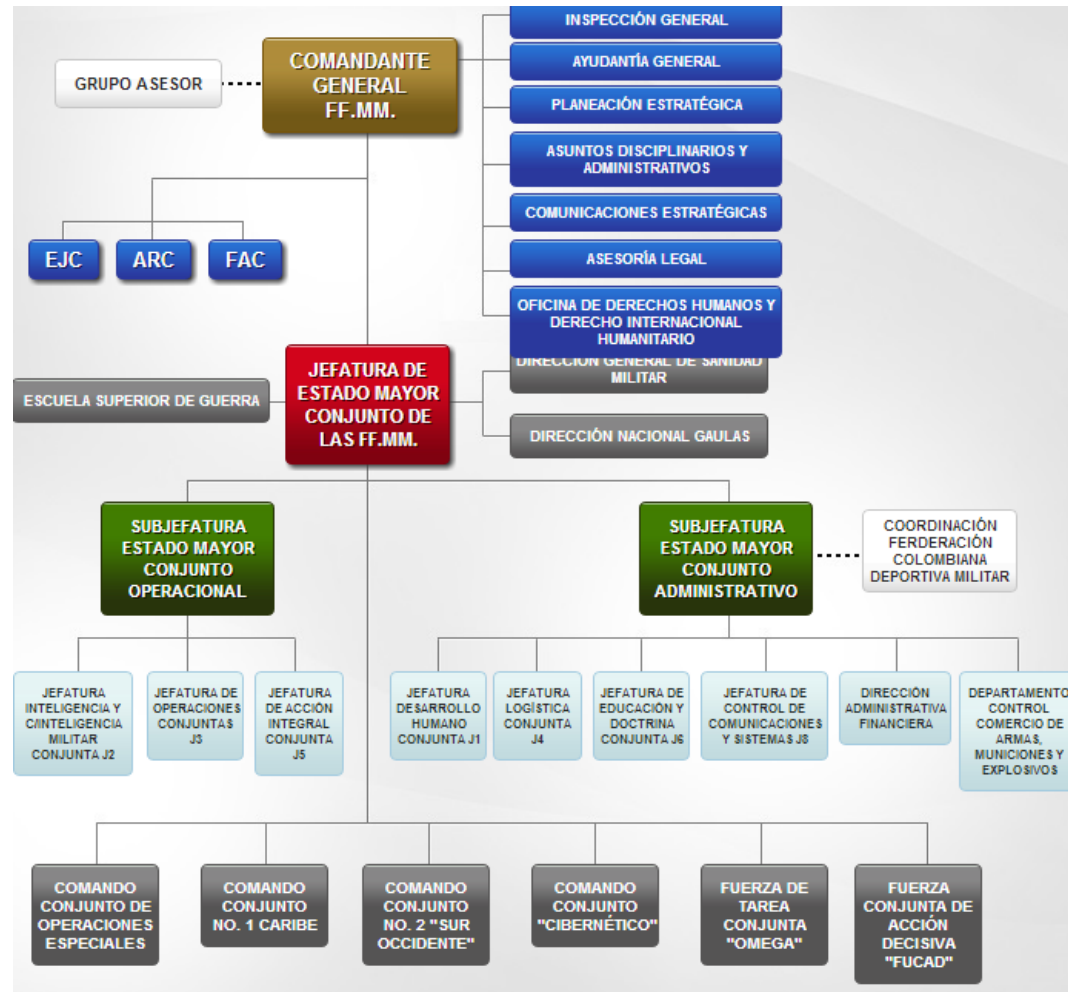 INSPECCIÓN GENERAL
COMANDANTE
GENERAL
FF.MM.
GRUPO ASESOR
AYUDANTÍA GENERAL
PLANEACIÓN ESTRATÉGICA
ASUNTOS DISCIPLINARIOS Y
ADMINISTRATIVOS
COMUNICACIONES ESTRATÉGICAS
ASESORÍA LEGAL
OFICINA DE DERECHOS HUMANOS Y
DERECHO INTERNACIONAL
HUMANITARIO
EJC
ARC
FAC
JEFATURA DE
ESTADO MAYOR
CONJUNTO DE
LAS FF.MM.
ESCUELA SUPERIOR DE GUERRA
DIRECCIÓN GENERAL DE SANIDAD
MILITAR
DIRECCIÓN NACIONAL GAULAS
SUBJEFATURA
ESTADO MAYOR
CONJUNTO
OPERACIONAL
SUBJEFATURA
ESTADO MAYOR
CONJUNTO
ADMINISTRATIVO
COORDINACIÓN
FERDERACIÓN
COLOMBIANA
DEPORTIVA MILITAR
JEFATURA
INTELIGENCIA Y
C/INTELIGENCIA
MILITAR
CONJUNTA J2
JEFATURA DE
OPERACIONES
CONJUNTAS
J3
JEFATURA
DE ACCIÓN
INTEGRAL
CONJUNTA
J5
JEFATURA
DESARROLLO
HUMANO
CONJUNTA J1
JEFATURA
LOGÍSTICA
CONJUNTA
J4
JEFATURA DE
EDUCACIÓN Y
DOCTRINA
CONJUNTA J6
JEFATURA DE
CONTROL DE
COMUNICACIONES
Y SISTEMAS J8
DIRECCIÓN
ADMINISTRATIVA
FINANCIERA
DEPARTAMENTO
CONTROL
COMERCIO DE
ARMAS,
MUNICIONES Y
EXPLOSIVOS
COMANDO
CONJUNTO DE
OPERACIONES
ESPECIALES
COMANDO
CONJUNTO
NO. 1 CARIBE
COMANDO
CONJUNTO
NO. 2 "SUR
OCCIDENTE"
COMANDO
CONJUNTO
"CIBERNÉTICO"
FUERZA DE
TAREA
CONJUNTA
"OMEGA"
FUERZA
CONJUNTA DE
ACCIÓN
DECISIVA
"FUCAD"